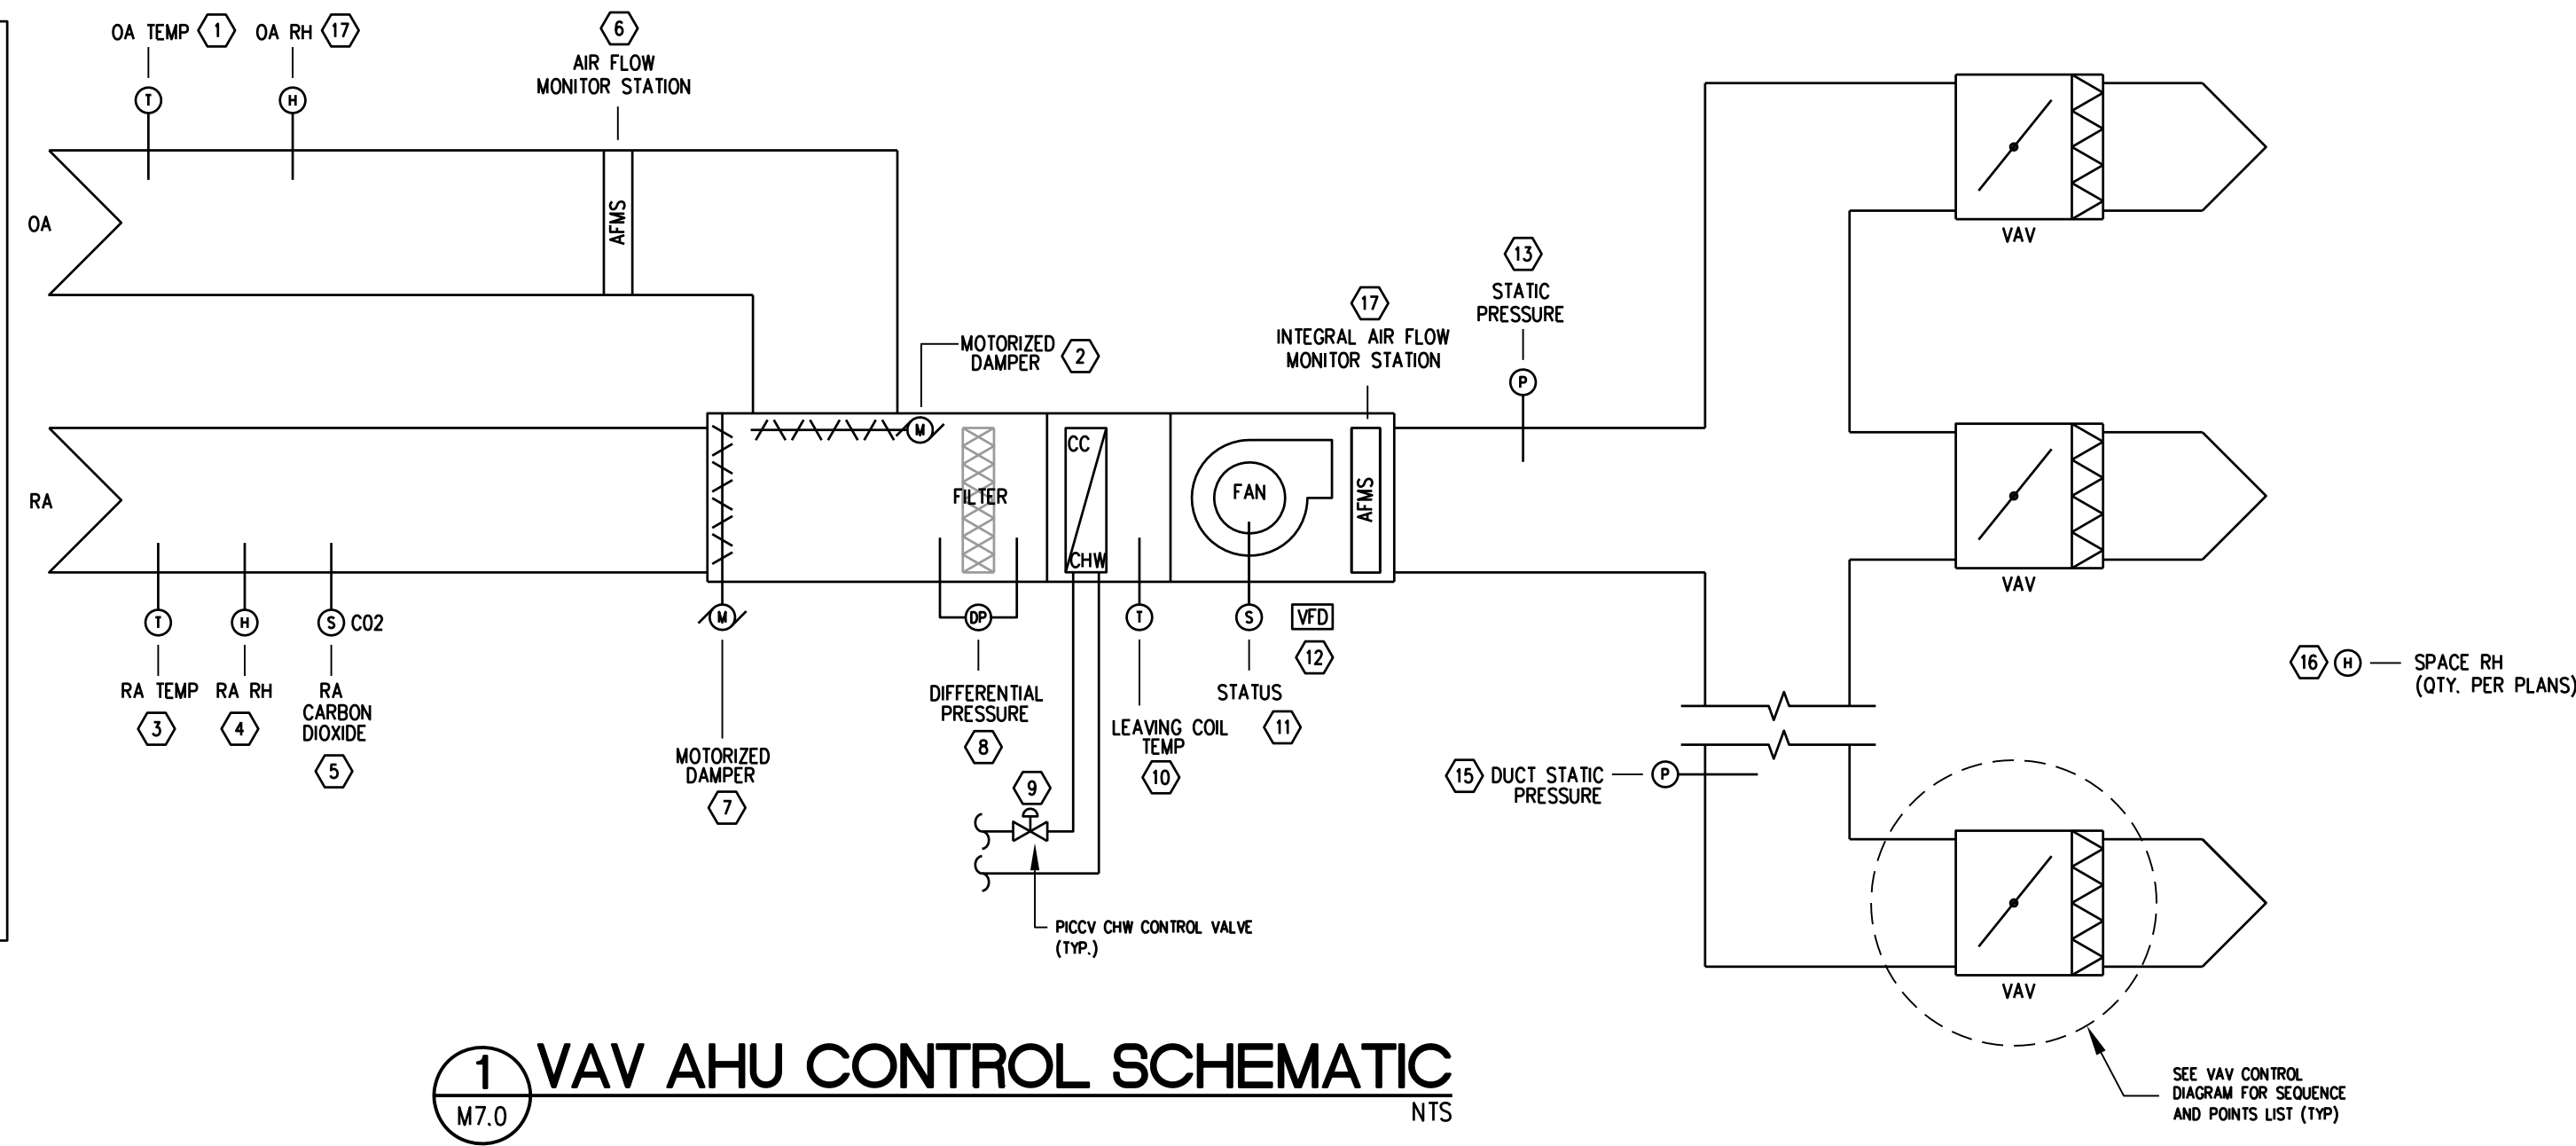 OA TEMP 1
OA RH 17
6
AIR FLOW
MONITOR STATION
T
H
OA
AFMS
MOTORIZED
DAMPER 2
M
RA
T
H
S CO2
RA TEMP
3
RA RH
4
RA
CARBON
DIOXIDE
5
M
MOTORIZED
DAMPER
7
FILTER
DP
DIFFERENTIAL
PRESSURE
8
CC
CHW
T
LEAVING COIL
TEMP
10
9
PICCV CHW CONTROL VALVE
(TYP.)
FAN
S
STATUS
11
VFD
12
17
INTEGRAL AIR FLOW
MONITOR STATION
AFMS
13
STATIC
PRESSURE
P
VAV
VAV
15 DUCT STATIC
PRESSURE
P
VAV
16 H SPACE RH
(QTY. PER PLANS)
SEE VAV CONTROL
DIAGRAM FOR SEQUENCE
AND POINTS LIST (TYP)
1
M7.0
VAV AHU CONTROL SCHEMATIC
NTS